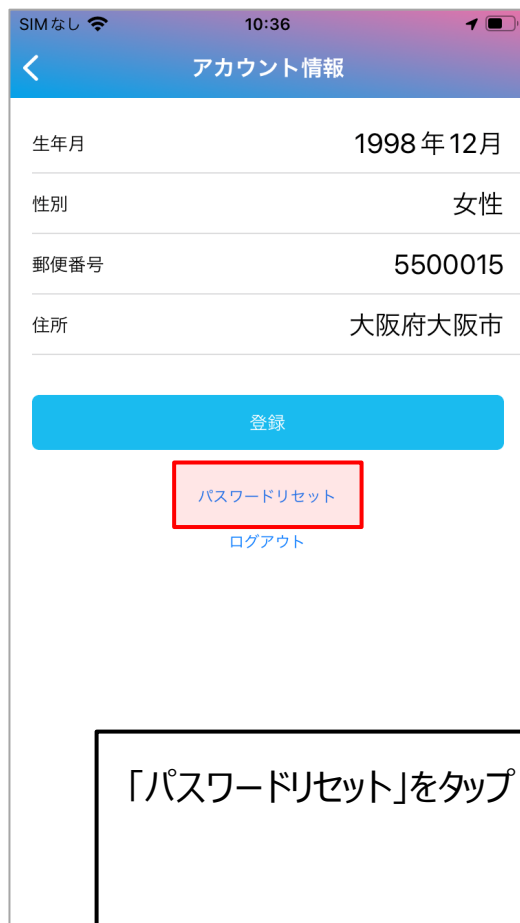 SIMなし 10:36
アカウント情報
生年月 1998年12月
性別 女性
郵便番号 5500015
住所 大阪府大阪市
登録
パスワードリセット
ログアウト
「パスワードリセット」をタップ